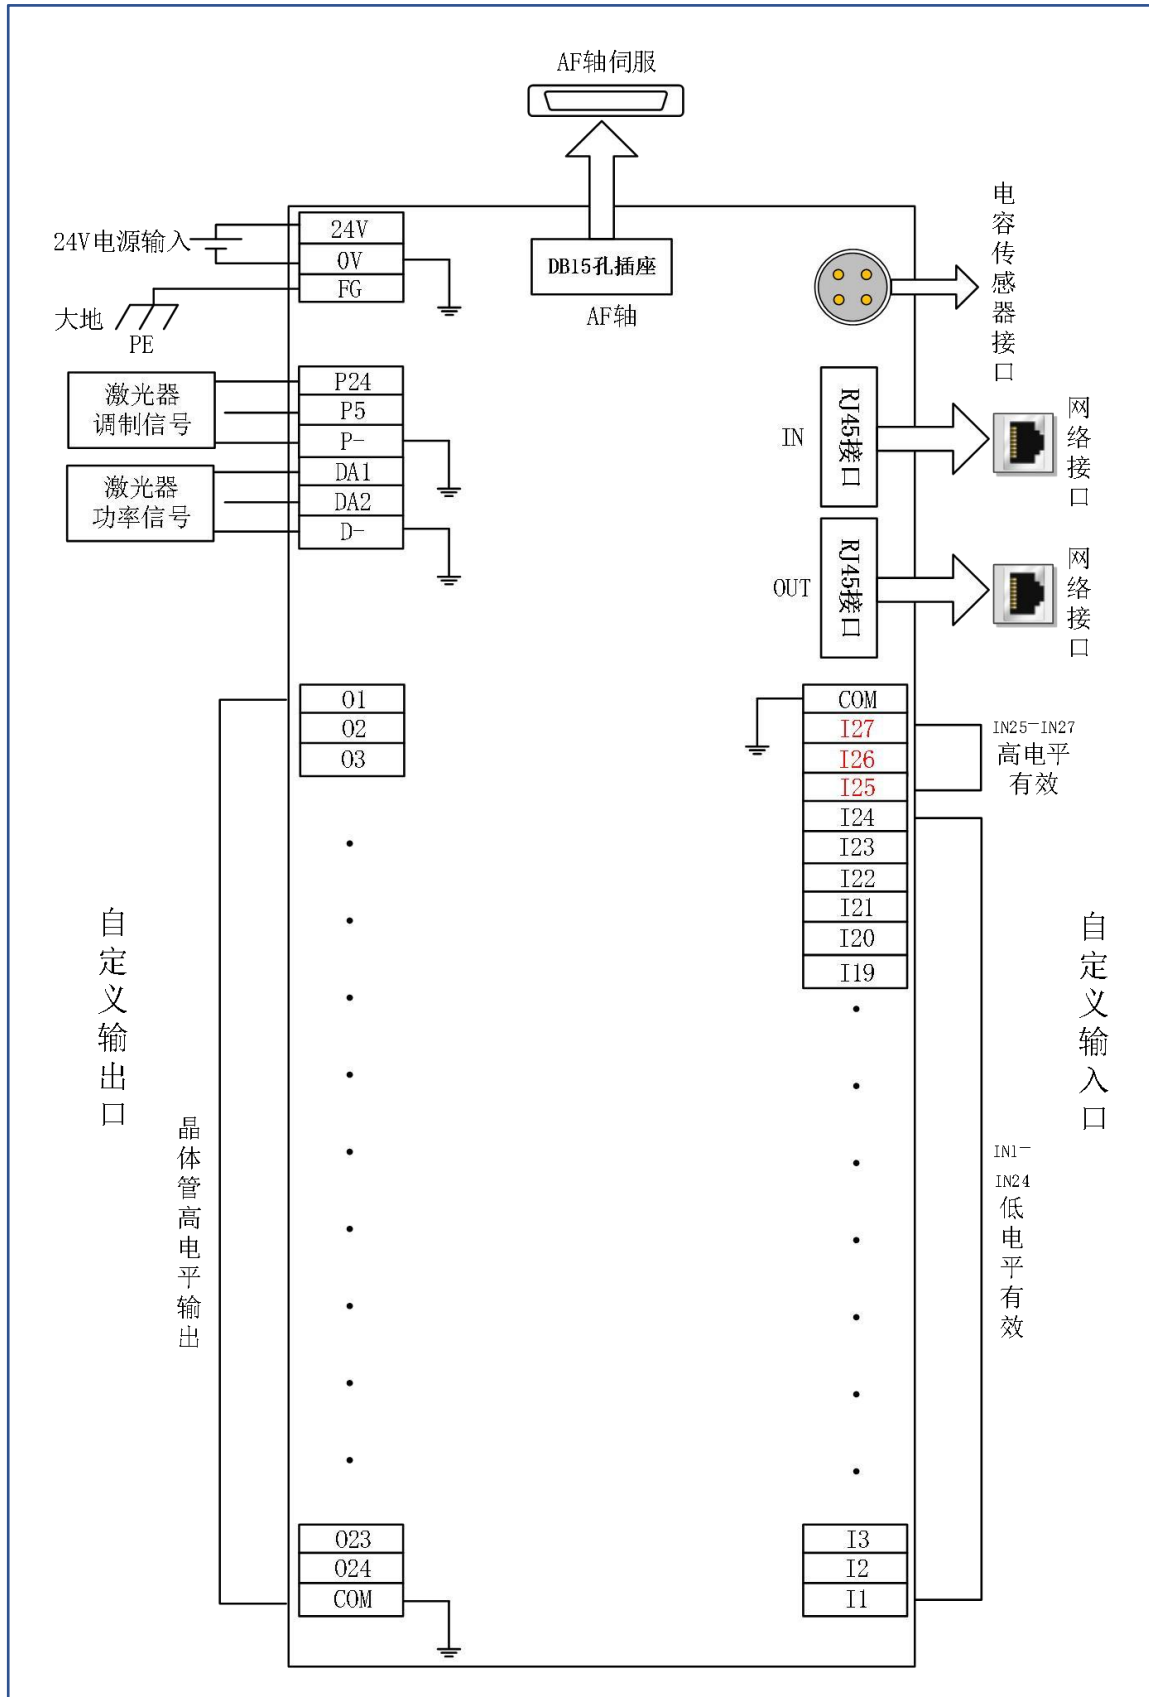 AF轴伺服
24V电源输入
24V
0V
FG
大地
PE
DB15孔插座
AF轴
电容传感器接口
激光器
调制信号
P24
P5
P-
激光器
功率信号
DA1
DA2
D-
IN
RJ45接口
网络接口
OUT
RJ45接口
网络接口
O1
O2
O3
COM
I27
I26
I25
I24
I23
I22
I21
I20
I19
IN25-IN27
高电平
有效
自定义输出口
晶体管高电平输出
自定义输入口
IN1-
IN24
低电平有效
O23
O24
COM
I3
I2
I1